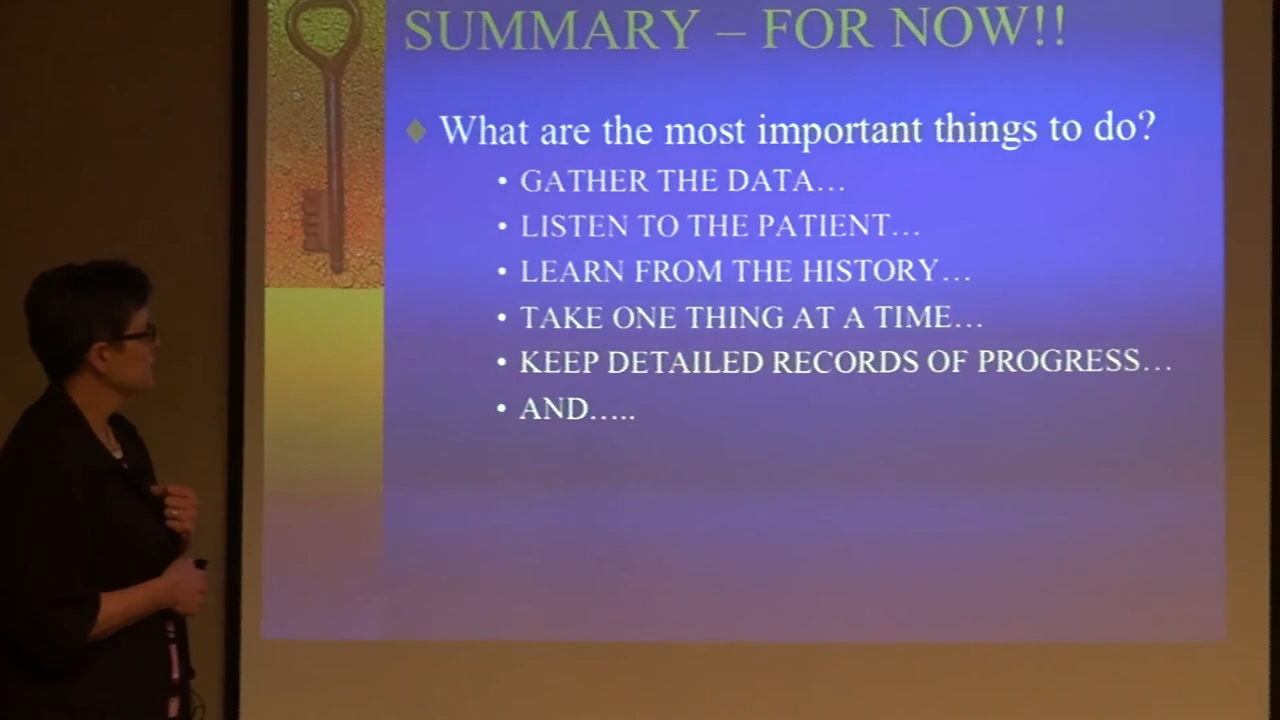 SUMMARY – FOR NOW!!
What are the most important things to do?
• GATHER THE DATA…
• LISTEN TO THE PATIENT…
• LEARN FROM THE HISTORY…
• TAKE ONE THING AT A TIME…
• KEEP DETAILED RECORDS OF PROGRESS…
• AND…..